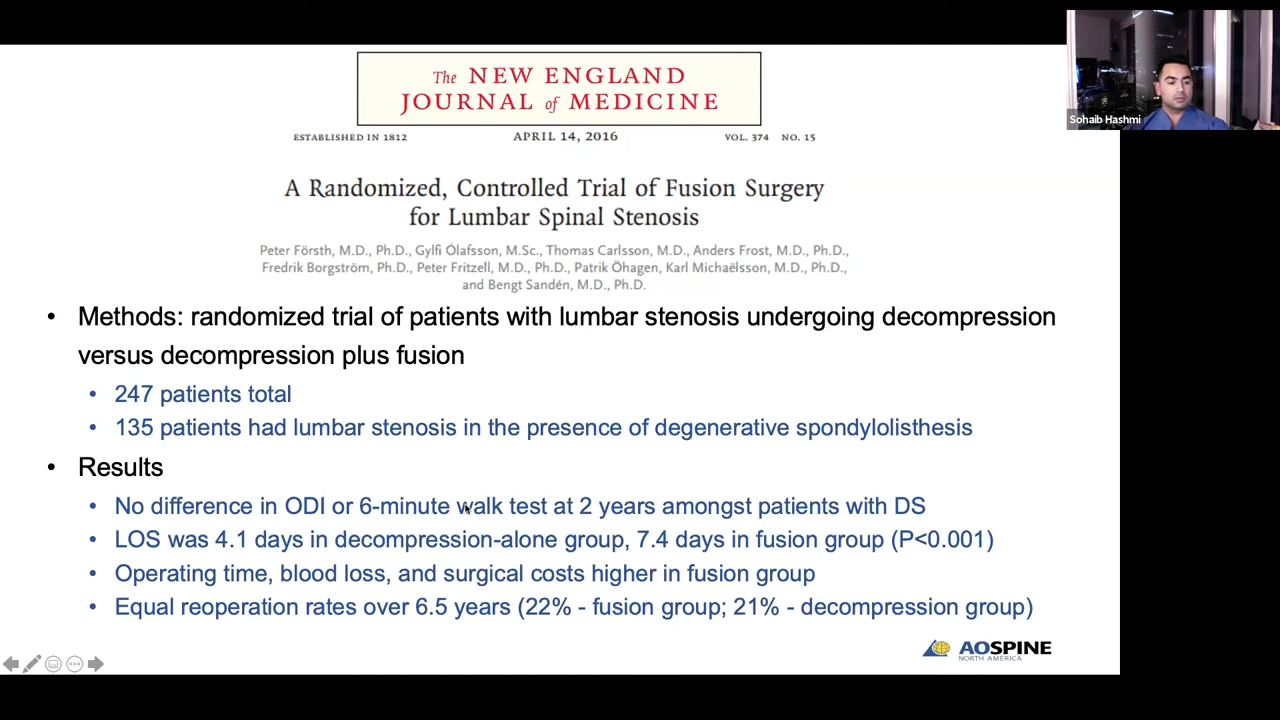 The NEW ENGLAND
JOURNAL of MEDICINE
ESTABLISHED IN 1812 APRIL 14, 2016 VOL. 374 NO. 15
A Randomized, Controlled Trial of Fusion Surgery
for Lumbar Spinal Stenosis
Peter Försth, M.D., Ph.D., Gylfi Ólafsson, M.Sc., Thomas Carlsson, M.D., Anders Frost, M.D., Ph.D.,
Fredrik Borgström, Ph.D., Peter Fritzell, M.D., Ph.D., Patrik Öhagen, Karl Michaëlsson, M.D., Ph.D.,
and Bengt Sandén, M.D., Ph.D.
• Methods: randomized trial of patients with lumbar stenosis undergoing decompression
versus decompression plus fusion
• 247 patients total
• 135 patients had lumbar stenosis in the presence of degenerative spondylolisthesis
• Results
• No difference in ODI or 6-minute walk test at 2 years amongst patients with DS
• LOS was 4.1 days in decompression-alone group, 7.4 days in fusion group (P<0.001)
• Operating time, blood loss, and surgical costs higher in fusion group
• Equal reoperation rates over 6.5 years (22% - fusion group; 21% - decompression group)
AOSPINE
NORTH AMERICA
Sohaib Hashmi